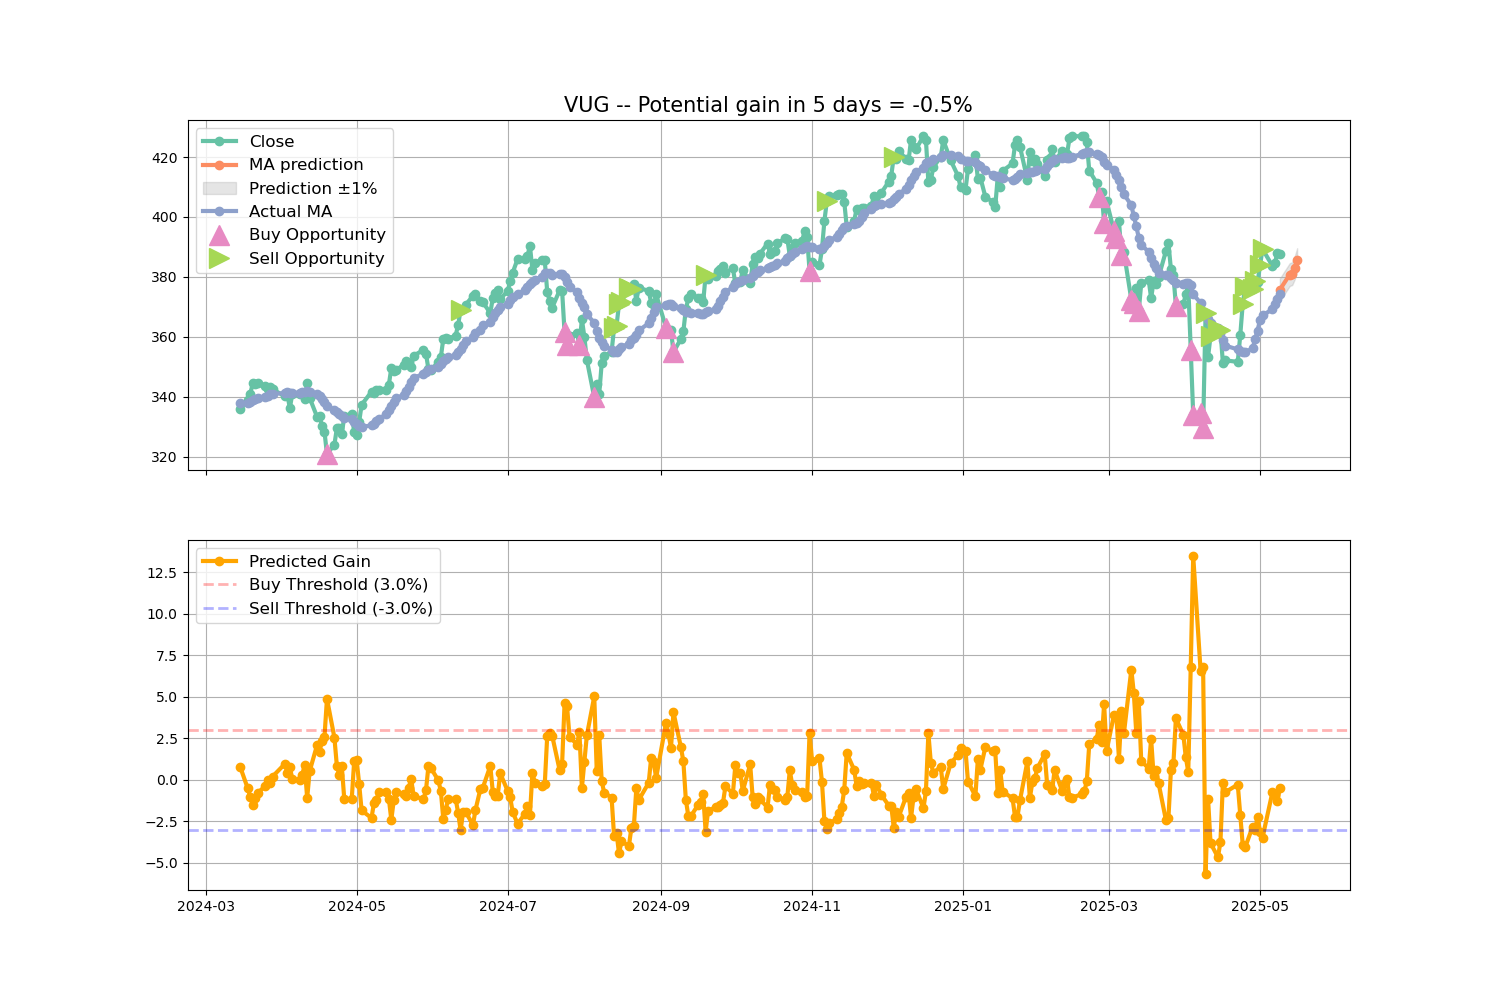 VUG -- Potential gain in 5 days = -0.5%
Close
MA prediction
Prediction ±1%
Actual MA
Buy Opportunity
Sell Opportunity
420
400
380
360
340
320
Predicted Gain
Buy Threshold (3.0%)
Sell Threshold (-3.0%)
12.5
10.0
7.5
5.0
2.5
0.0
−2.5
−5.0
2024-03 2024-05 2024-07 2024-09 2024-11 2025-01 2025-03 2025-05